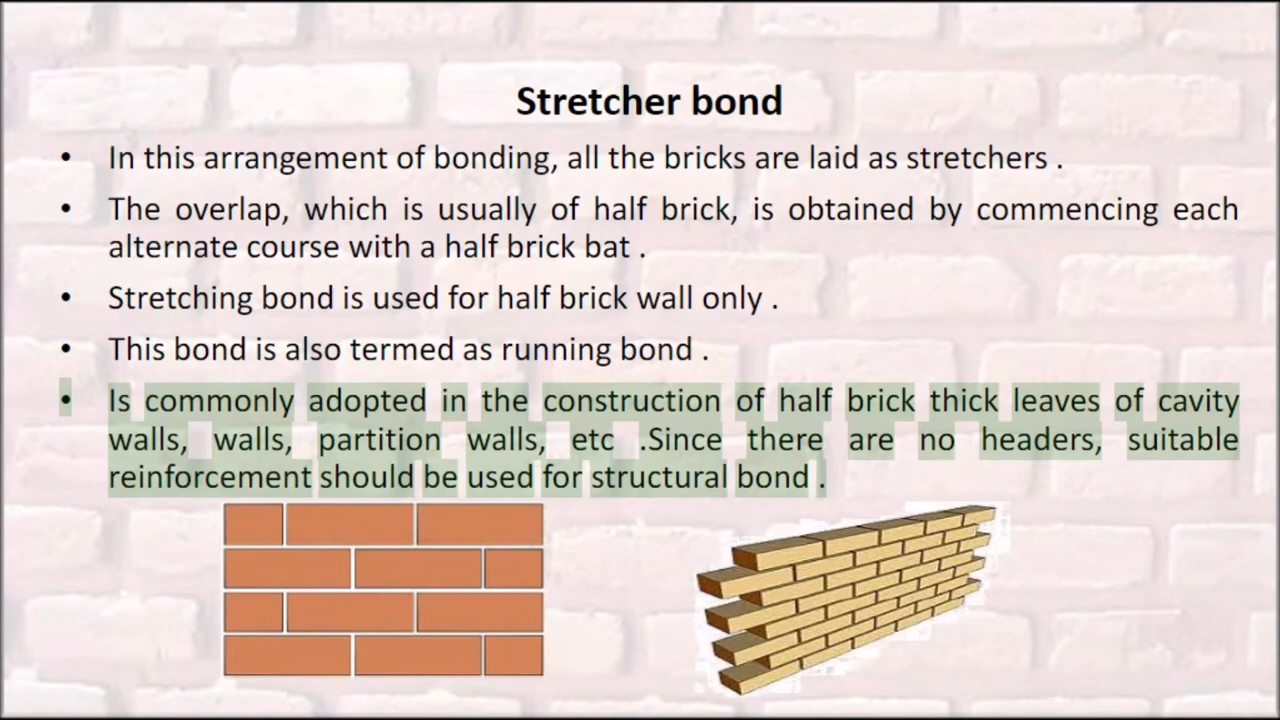 Stretcher bond
• In this arrangement of bonding, all the bricks are laid as stretchers .
• The overlap, which is usually of half brick, is obtained by commencing each
alternate course with a half brick bat .
• Stretching bond is used for half brick wall only .
• This bond is also termed as running bond .
• Is commonly adopted in the construction of half brick thick leaves of cavity
walls, walls, partition walls, etc .Since there are no headers, suitable
reinforcement should be used for structural bond .